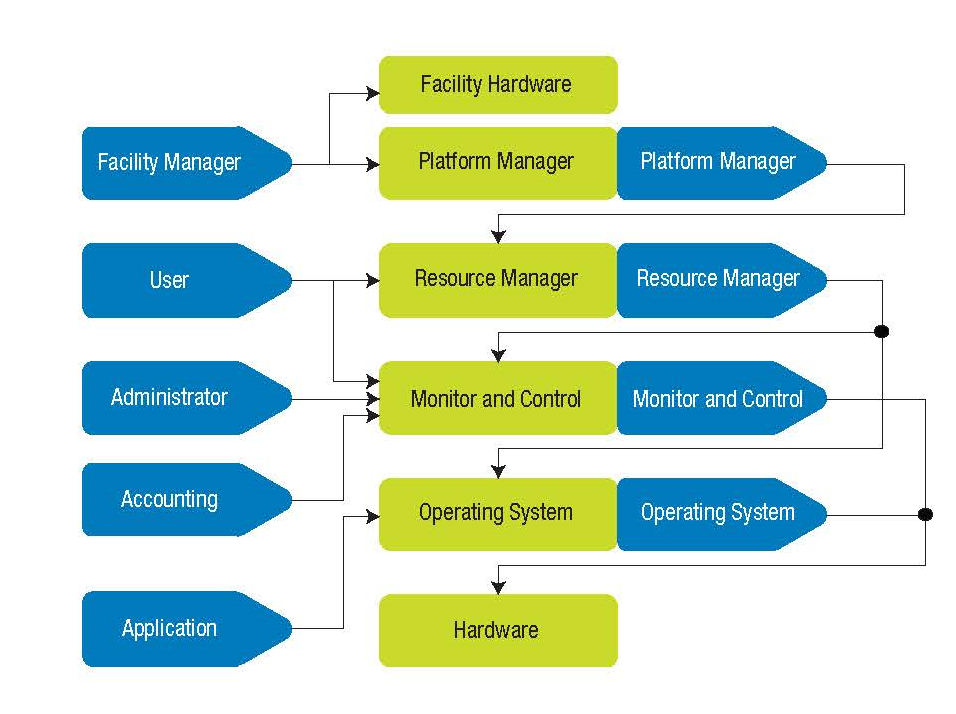 Facility Hardware
Facility Manager
Platform Manager
Platform Manager
User
Resource Manager
Resource Manager
Administrator
Monitor and Control
Monitor and Control
Accounting
Operating System
Operating System
Application
Hardware